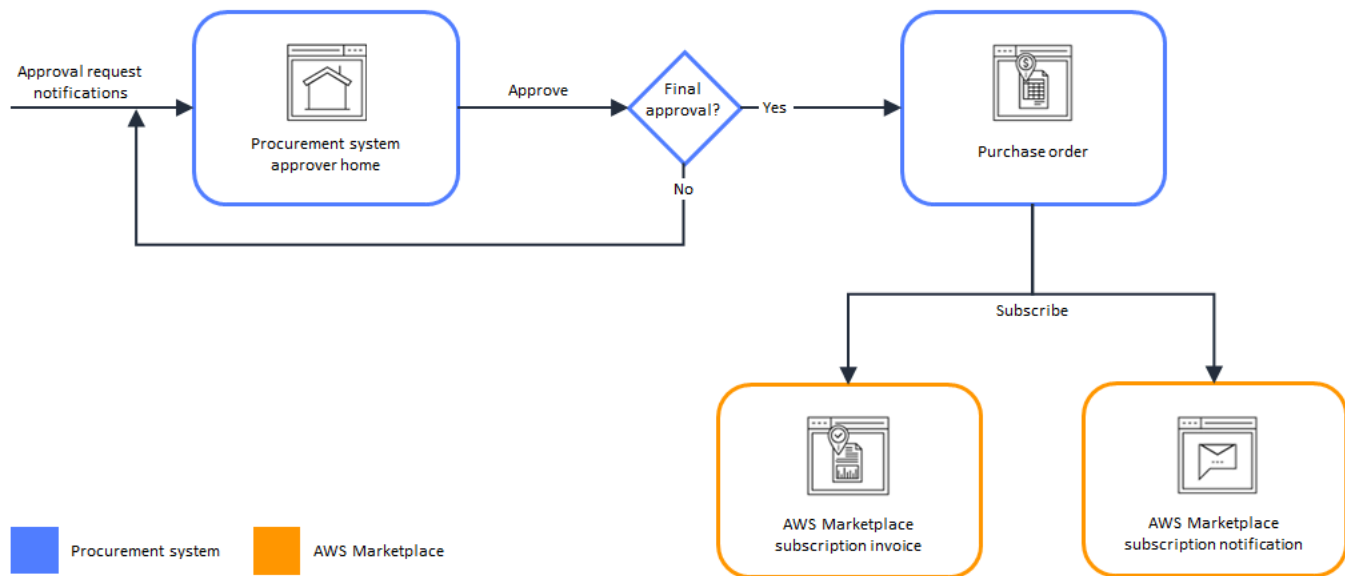 Approval request
notifications
Procurement system
approver home
Approve
Final
approval?
Yes
No
$
Purchase order
Subscribe
AWS Marketplace
subscription invoice
AWS Marketplace
subscription notification
Procurement system
AWS Marketplace